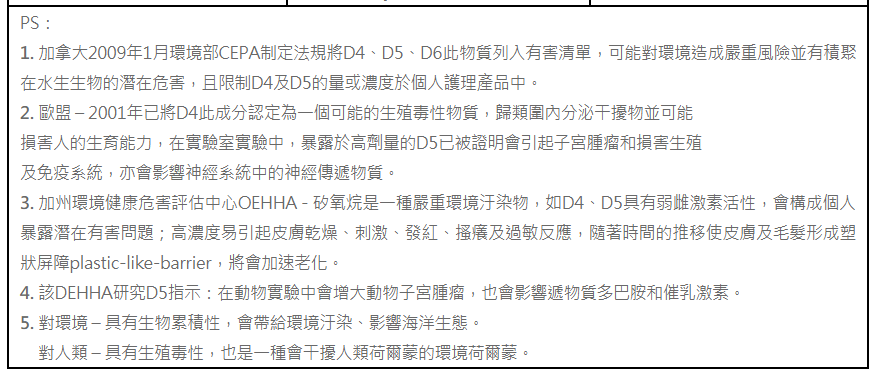 PS：
1. 加拿大2009年1月環境部CEPA制定法規將D4、D5、D6此物質列入有害清單，可能對環境造成嚴重風險並有積聚
在水生生物的潛在危害，且限制D4及D5的量或濃度於個人護理產品中。
2. 歐盟 – 2001年已將D4此成分認定為一個可能的生殖毒性物質，歸類圍內分泌干擾物並可能
損害人的生育能力，在實驗室實驗中，暴露於高劑量的D5已被證明會引起子宮腫瘤和損害生殖
及免疫系統，亦會影響神經系統中的神經傳遞物質。
3. 加州環境健康危害評估中心OEHHA - 矽氧烷是一種嚴重環境汙染物，如D4、D5具有弱雌激素活性，會構成個人
暴露潛在有害問題；高濃度易引起皮膚乾燥、刺激、發紅、搔癢及過敏反應，隨著時間的推移使皮膚及毛髮形成塑
狀屏障plastic-like-barrier，將會加速老化。
4. 該DEHHA研究D5指示：在動物實驗中會增大動物子宮腫瘤，也會影響遞物質多巴胺和催乳激素。
5. 對環境 – 具有生物累積性，會帶給環境汙染、影響海洋生態。
對人類 – 具有生殖毒性，也是一種會干擾人類荷爾蒙的環境荷爾蒙。